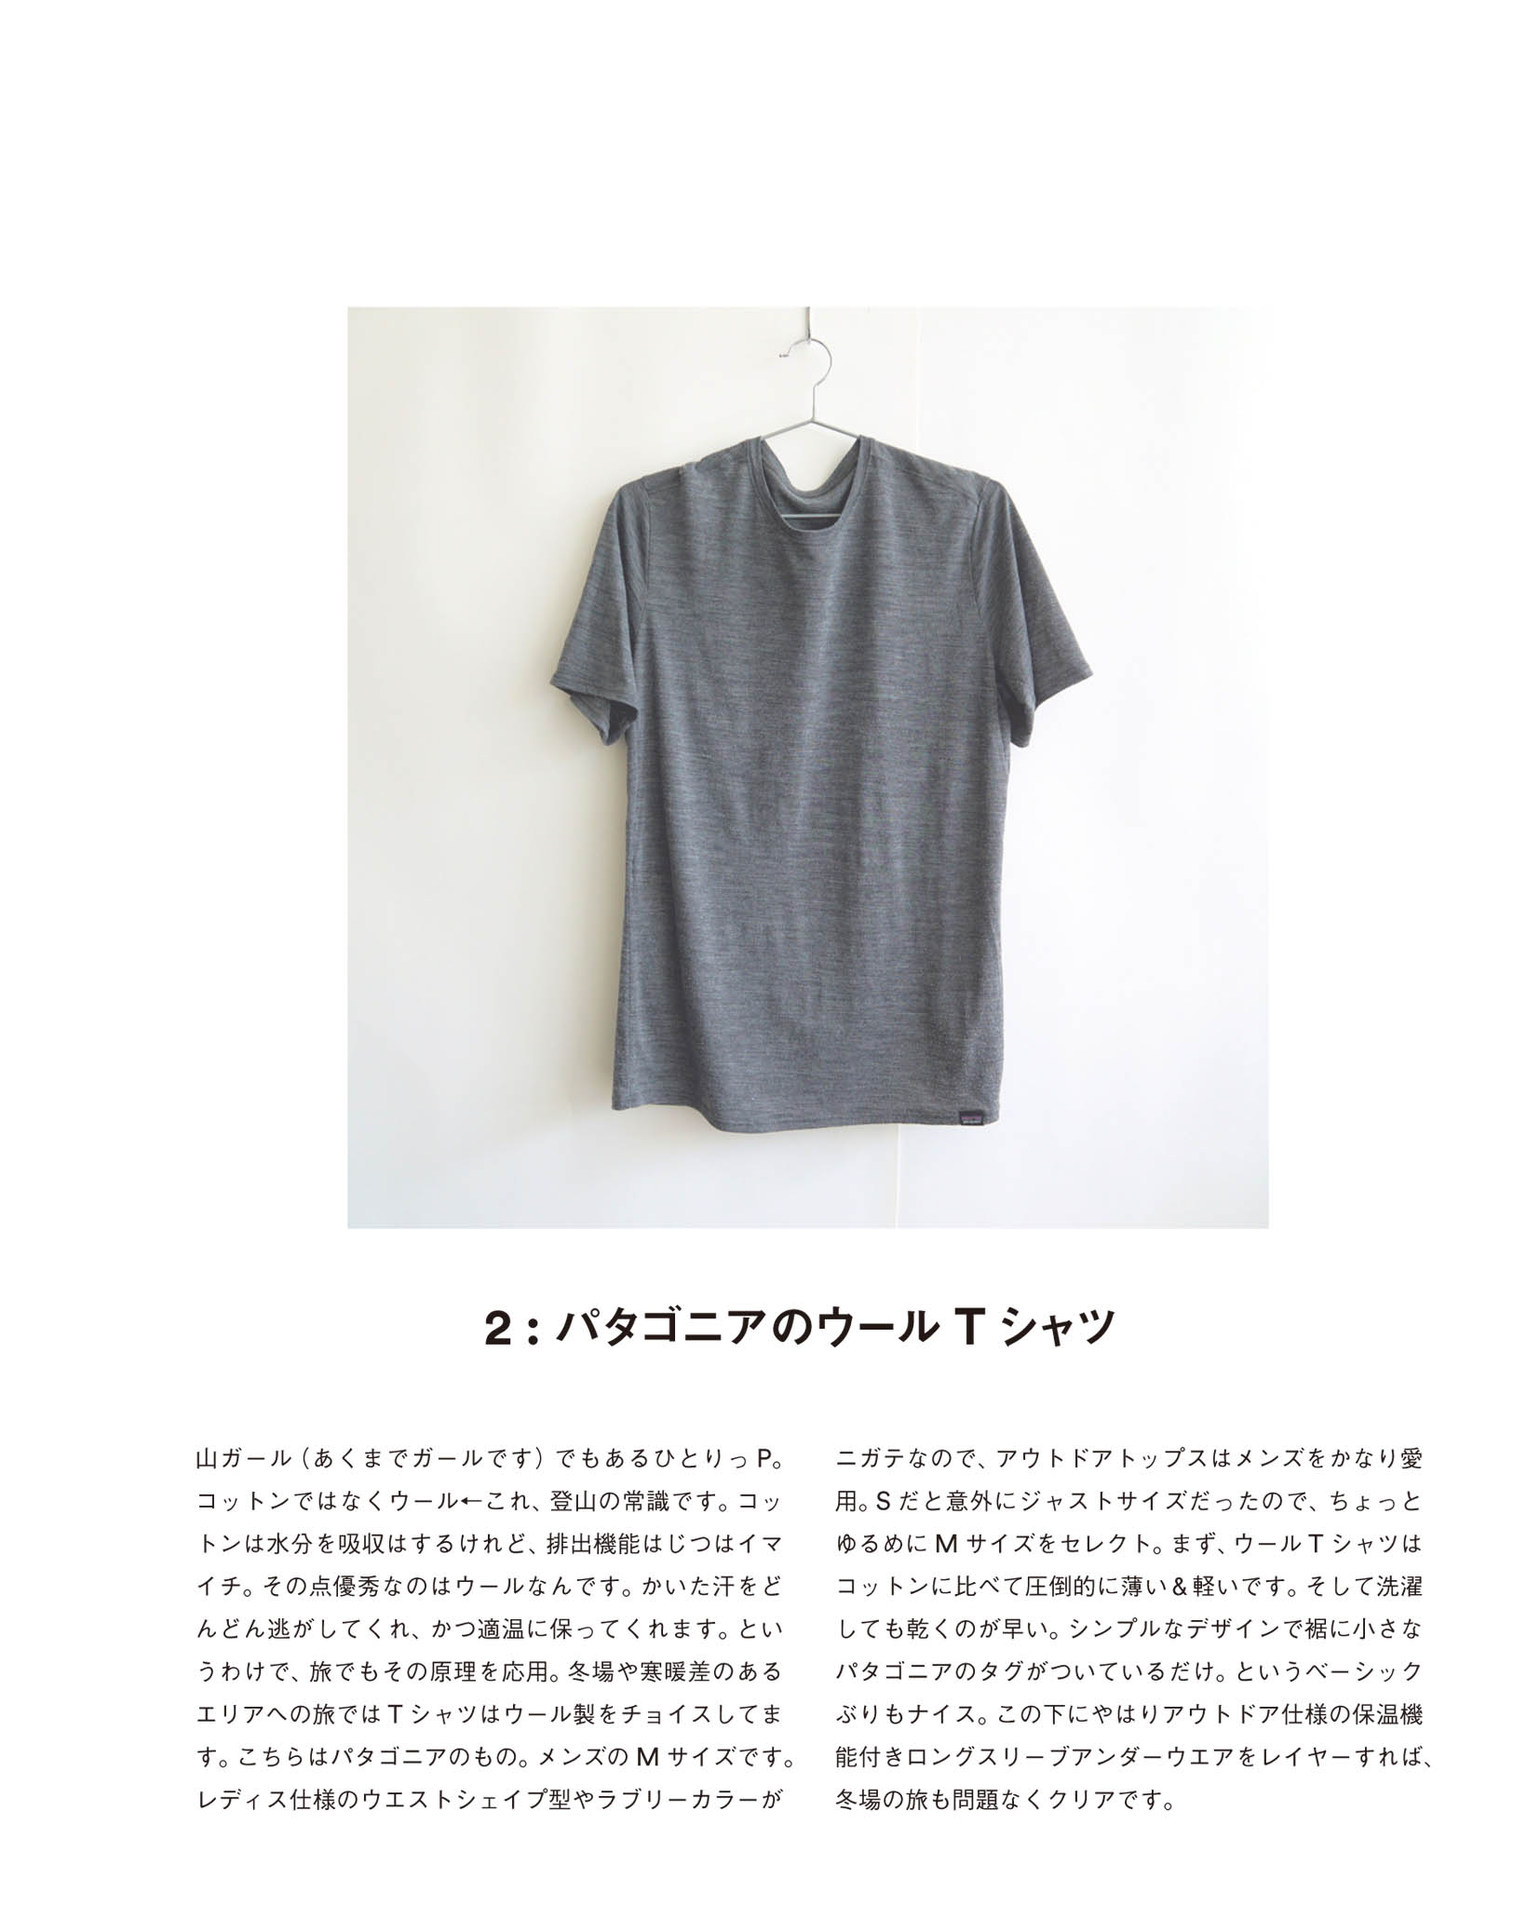 2：パタゴニアのウール T シャツ
山ガール（あくまでガールです）でもあるひとりっ P。
コットンではなくウール←これ、登山の常識です。コッ
トンは水分を吸収はするけれど、排出機能はじつはイマ
イチ。その点優秀なのはウールなんです。かいた汗をど
んどん逃がしてくれ、かつ適温に保ってくれます。とい
うわけで、旅でもその原理を応用。冬場や寒暖差のある
エリアへの旅では T シャツはウール製をチョイスしてま
す。こちらはパタゴニアのもの。メンズの M サイズです。
レディス仕様のウエストシェイプ型やラブリーカラーが
ニガテなので、アウトドアトップスはメンズをかなり愛
用。S だと意外にジャストサイズだったので、ちょっと
ゆるめに M サイズをセレクト。まず、ウール T シャツは
コットンに比べて圧倒的に薄い＆軽いです。そして洗濯
しても乾くのが早い。シンプルなデザインで裾に小さな
パタゴニアのタグがついているだけ。というベーシック
ぶりもナイス。この下にやはりアウトドア仕様の保温機
能付きロングスリーブアンダーウエアをレイヤーすれば、
冬場の旅も問題なくクリアです。